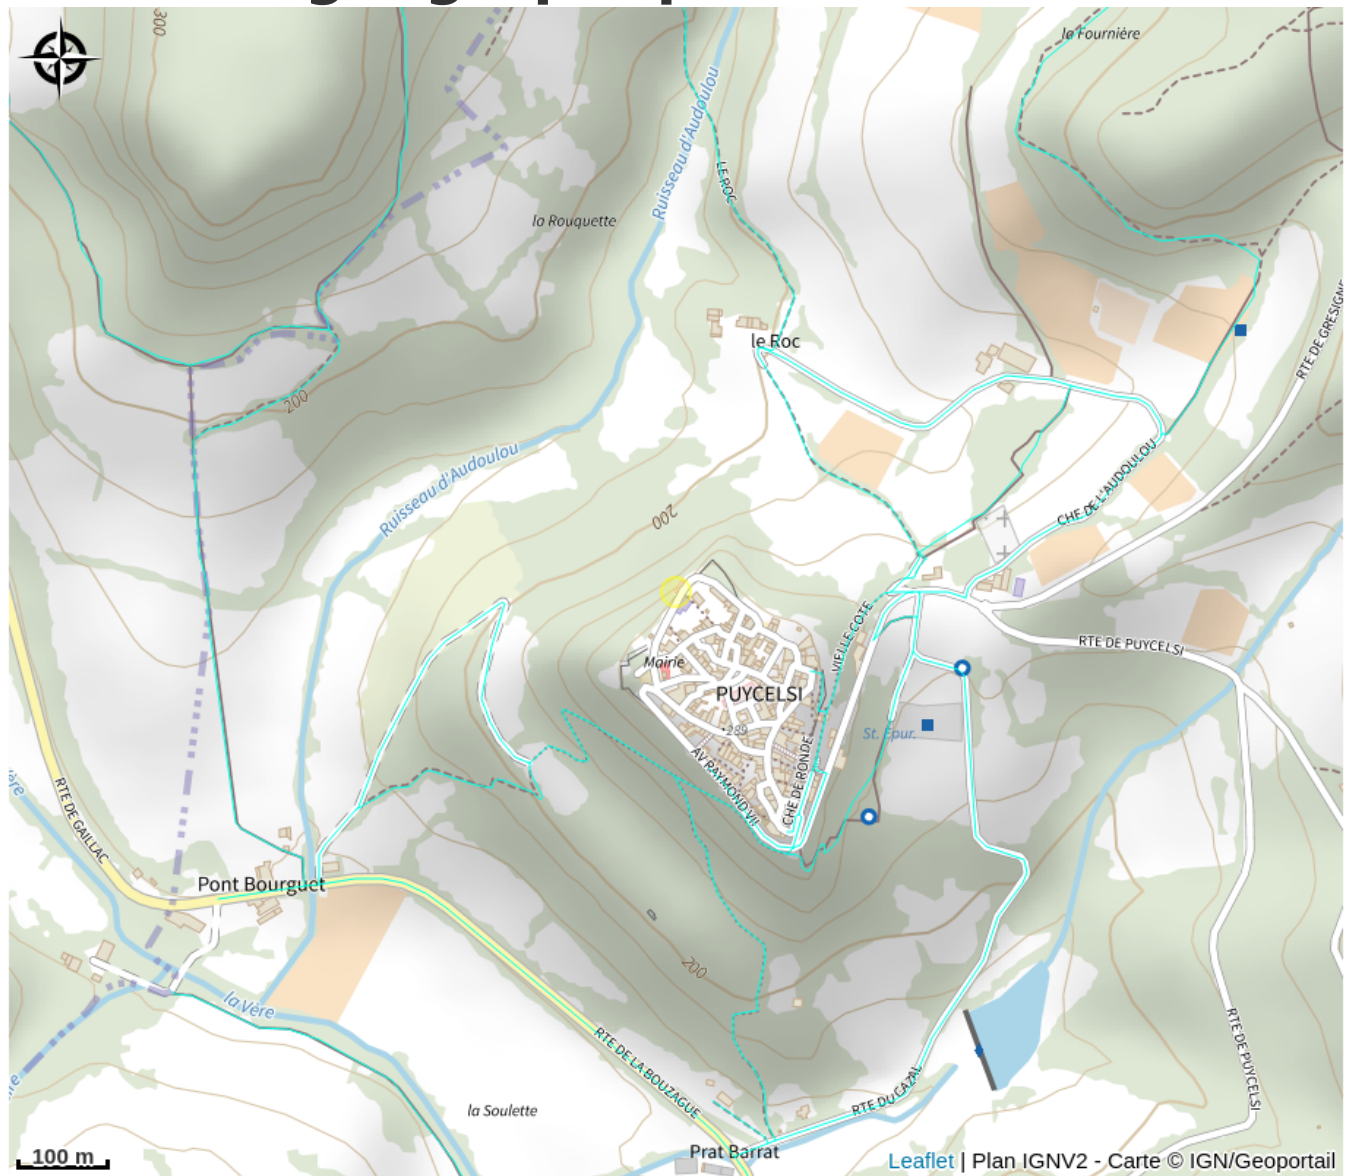 300
la Fournière
Ruisseau d'Audoulou
LE ROC
la Rouquette
RTE DE GRESIGNE
le Roc
200
Ruisseau d'Audoulou
CHE DE L'AUDOULOU
200
VIEILLE COTE
RTE DE PUYCELSI
Mairie
PUYCELSI
289
St. Epur.
AV RAYMOND VII
CHE DE RONDE
RTE DE GAILLAC
Pont Bourguet
200
la Vère
RTE DE LA BOUZAGUE
RTE DU CAZAL
RTE DE PUYCELSI
la Soulette
Prat Barrat
100 m
Leaflet | Plan IGNV2 - Carte © IGN/Geoportail